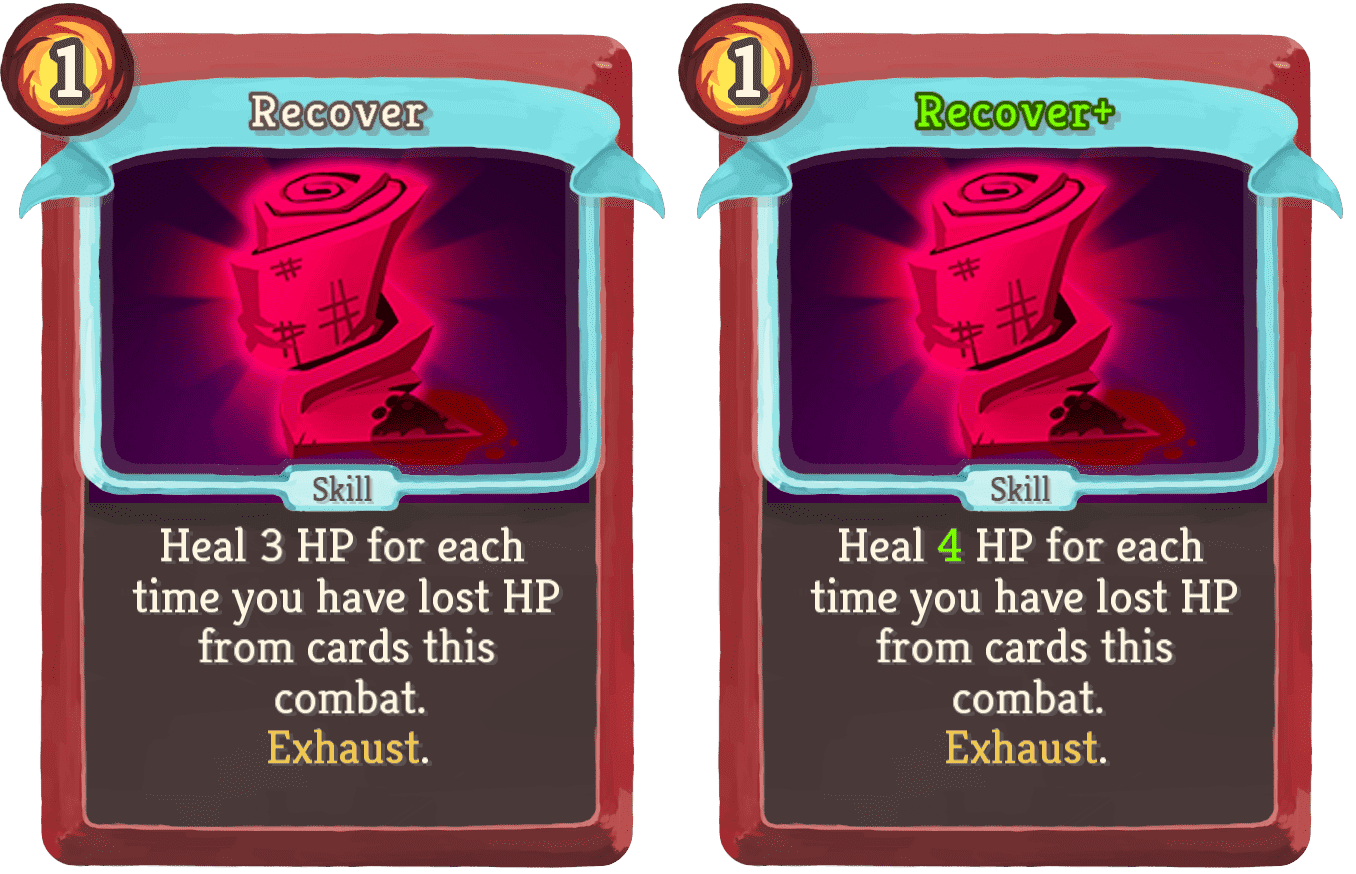 1
Recover
Skill
Heal 3 HP for each
time you have lost HP
from cards this
combat.
Exhaust.
1
Recover+
Skill
Heal 4 HP for each
time you have lost HP
from cards this
combat.
Exhaust.